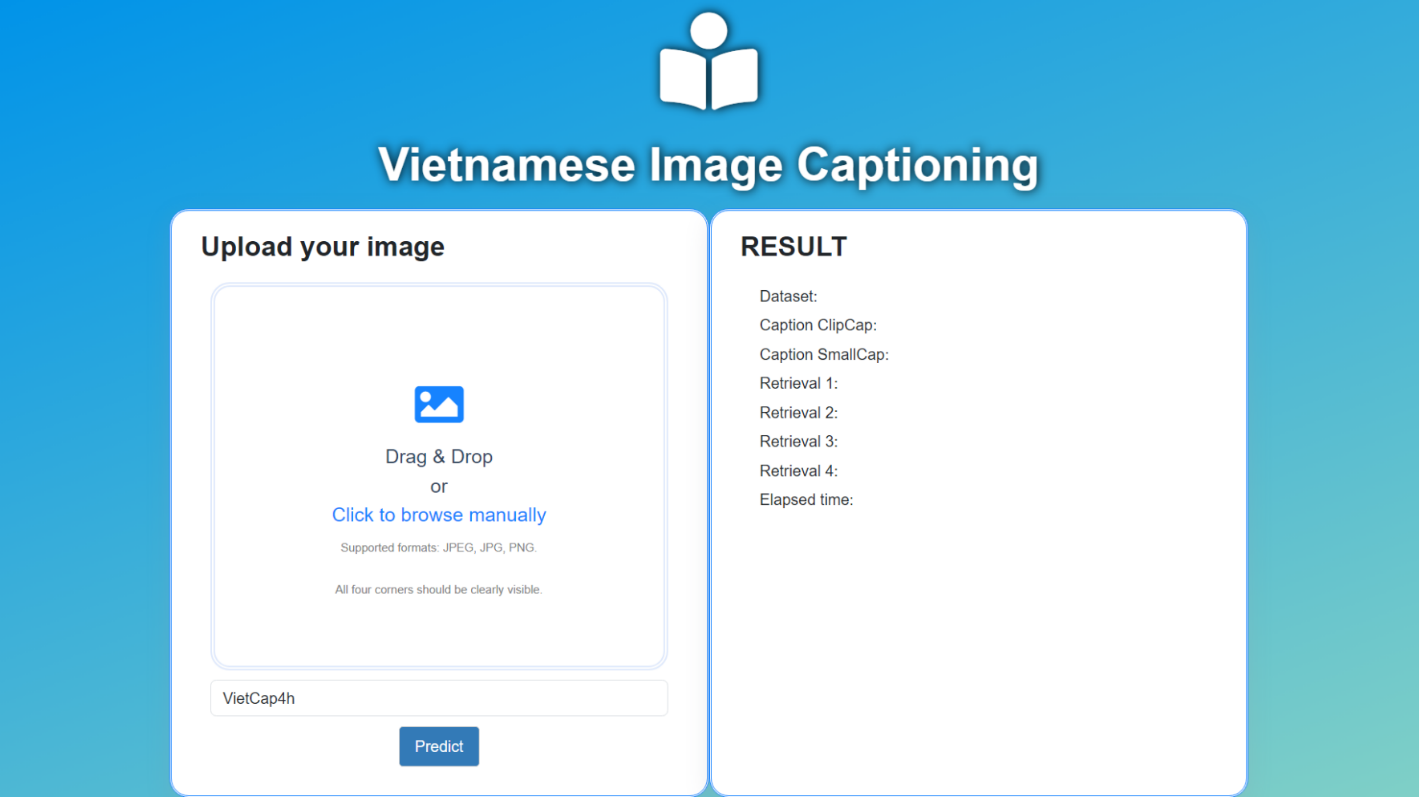 Vietnamese Image Captioning
Upload your image
Drag & Drop
or
Click to browse manually
Supported formats: JPEG, JPG, PNG.
All four corners should be clearly visible.
VietCap4h
Predict
RESULT
Dataset:
Caption ClipCap:
Caption SmallCap:
Retrieval 1:
Retrieval 2:
Retrieval 3:
Retrieval 4:
Elapsed time: